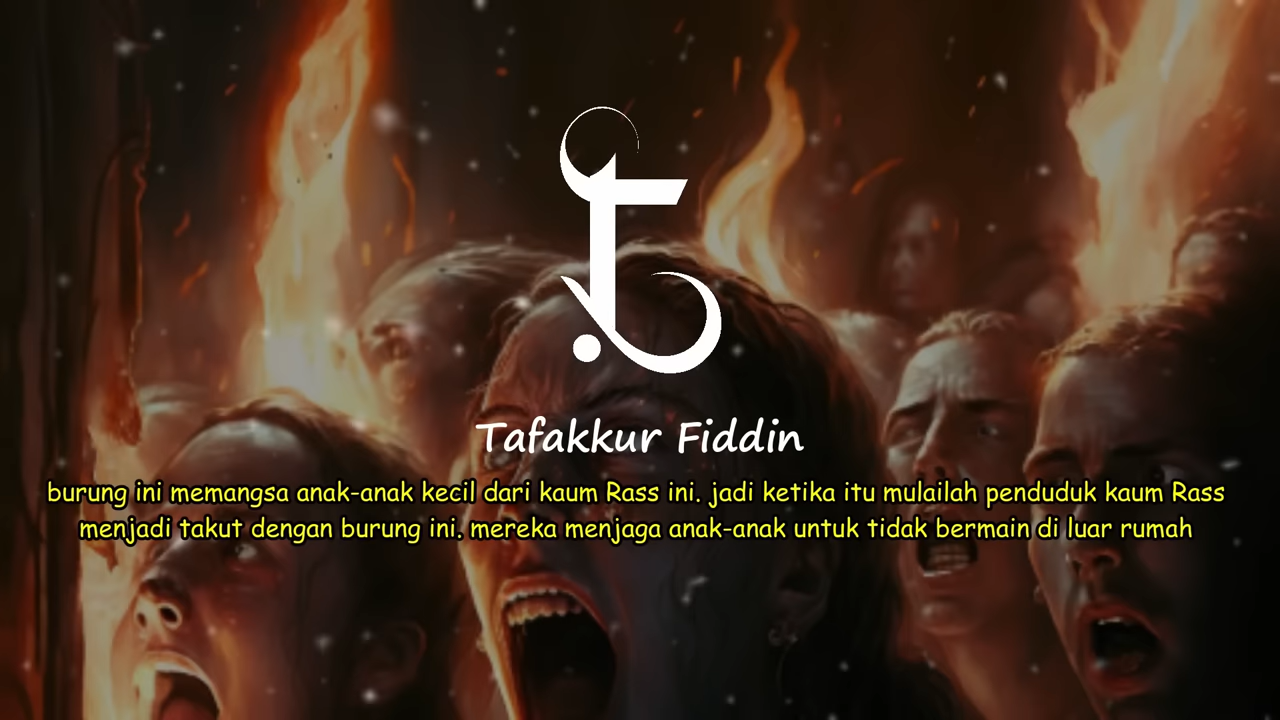 Tafakkur Fiddin
burung ini memangsa anak-anak kecil dari kaum Rass ini. jadi ketika itu mulailah penduduk kaum Rass
menjadi takut dengan burung ini. mereka menjaga anak-anak untuk tidak bermain di luar rumah